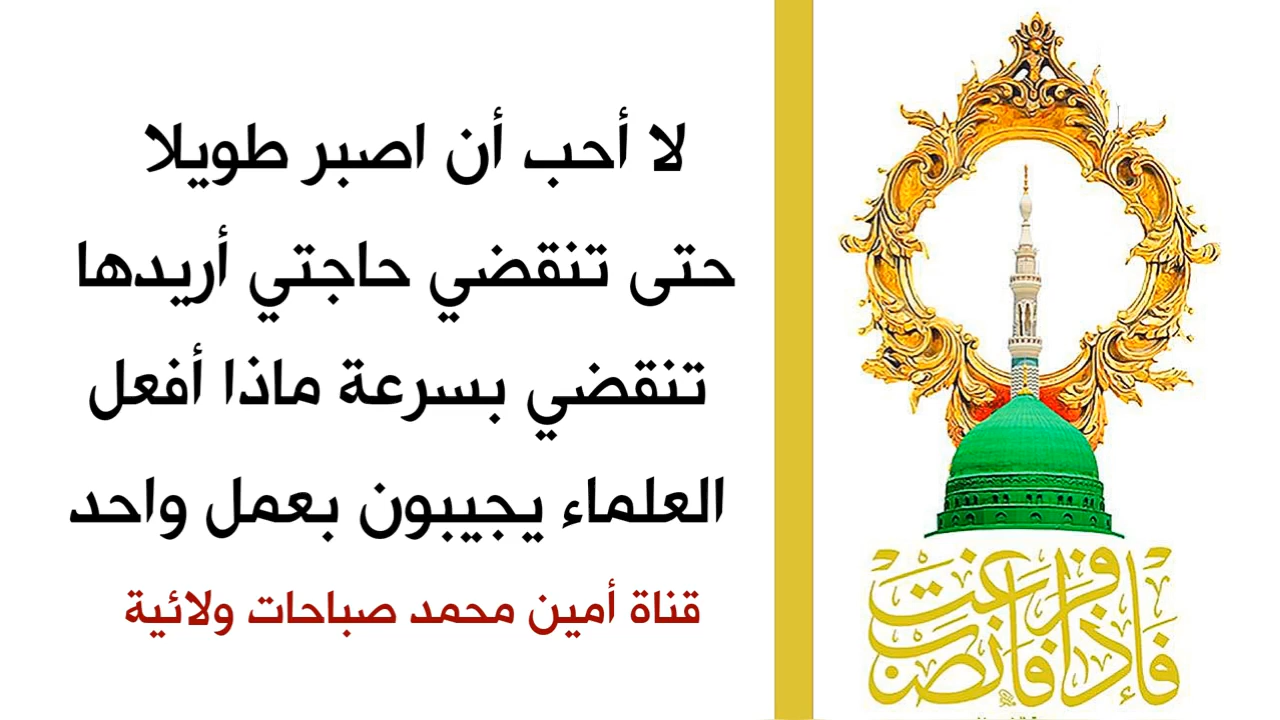 لا أحب أن اصبر طويلا
حتى تنقضي حاجتي أريدها
تنقضي بسرعة ماذا أفعل
العلماء يجيبون بعمل واحد
قناة أمين محمد صباحات ولائية
فإذا فرغت
فانصب